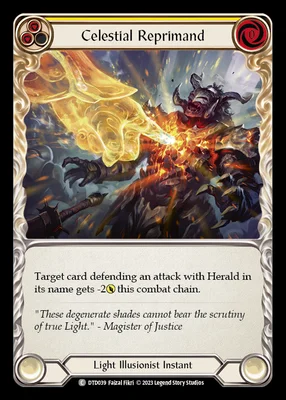 Celestial Reprimand
Target card defending an attack with Herald in
its name gets -2 this combat chain.
"These degenerate shades cannot bear the scrutiny
of true Light." - Magister of Justice
Light Illusionist Instant
C DTD039 Faizal Fikri © 2023 Legend Story Studios